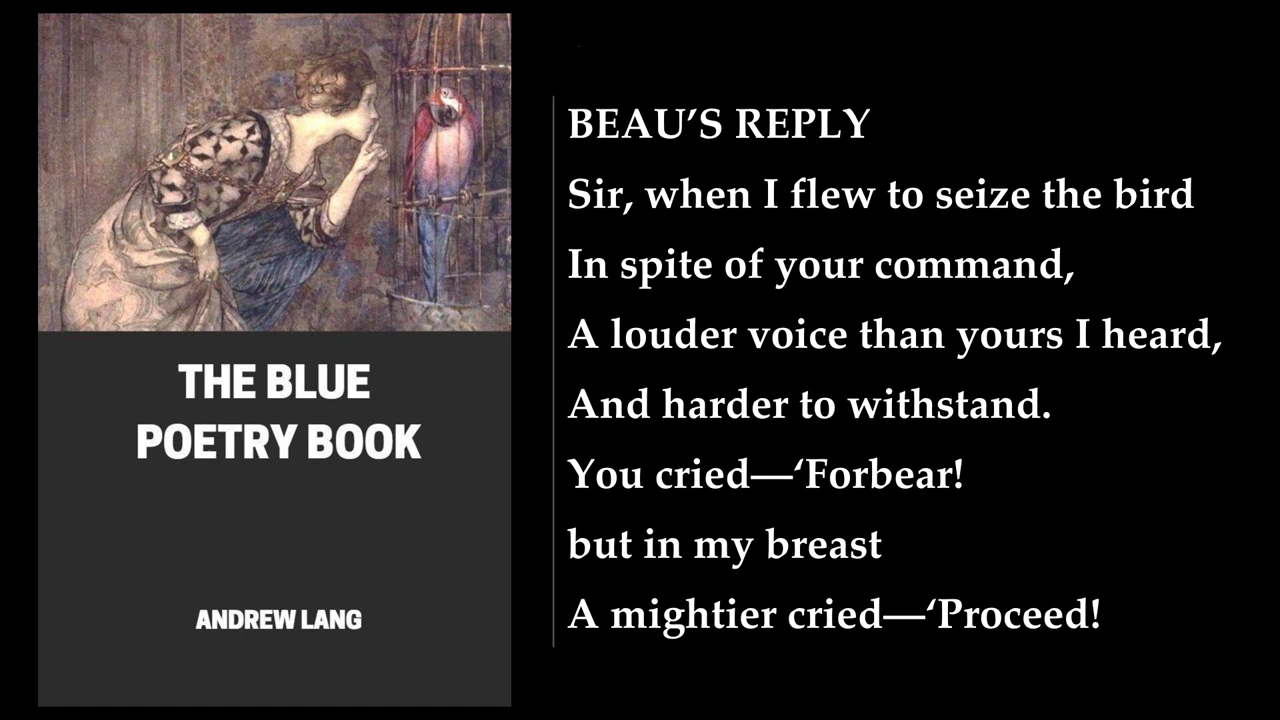 THE BLUE
POETRY BOOK
ANDREW LANG
BEAU’S REPLY
Sir, when I flew to seize the bird
In spite of your command,
A louder voice than yours I heard,
And harder to withstand.
You cried—‘Forbear!
but in my breast
A mightier cried—‘Proceed!